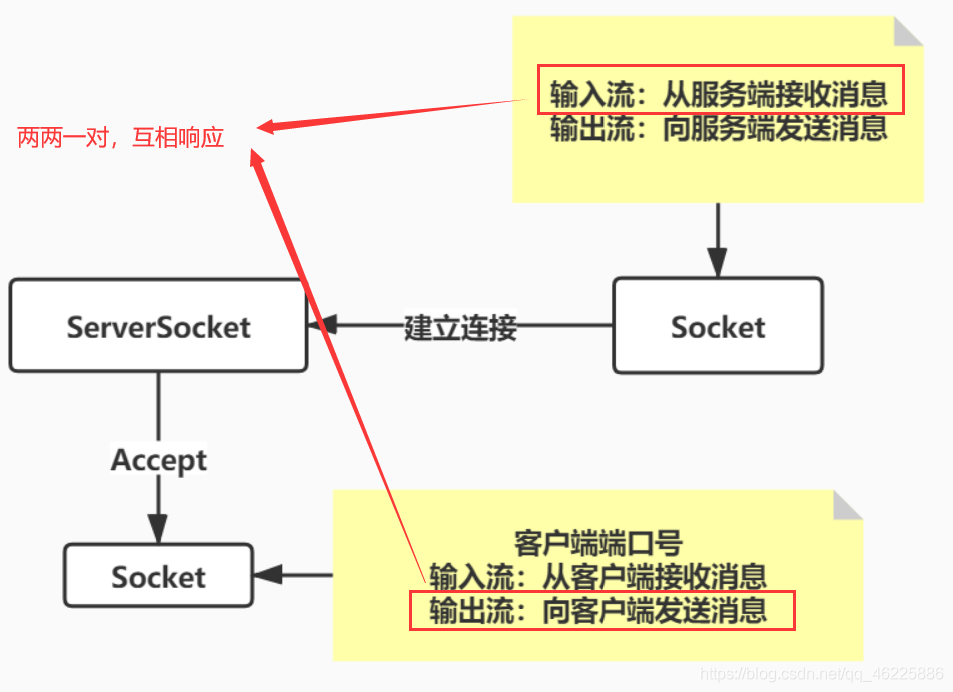 输入流：从服务端接收消息
输出流：向服务端发送消息
两两一对，互相响应
ServerSocket
建立连接
Socket
Accept
Socket
客户端端口号
输入流：从客户端接收消息
输出流：向客户端发送消息
https://blog.csdn.net/qq_46225886